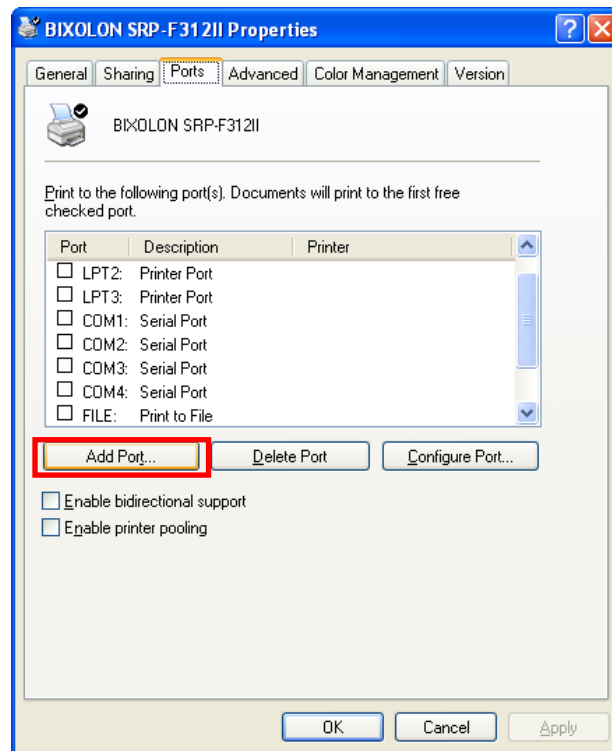 BIXOLON SRP-F312II Properties
General Sharing Ports Advanced Color Management Version
BIXOLON SRP-F312II
Print to the following port(s). Documents will print to the first free
checked port.
Port Description Printer
LPT2: Printer Port
LPT3: Printer Port
COM1: Serial Port
COM2: Serial Port
COM3: Serial Port
COM4: Serial Port
FILE: Print to File
Add Port... Delete Port Configure Port...
Enable bidirectional support
Enable printer pooling
OK Cancel Apply